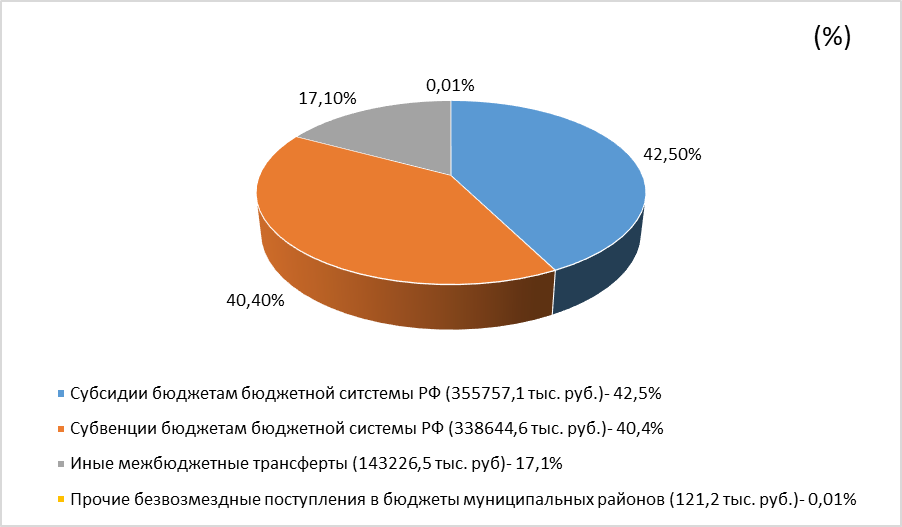 (%)
0,01%
17,10%
42,50%
40,40%
Субсидии бюджетам бюджетной ситстемы РФ (355757,1 тыс. руб.)- 42,5%
Субвенции бюджетам бюджетной системы РФ (338644,6 тыс. руб.)- 40,4%
Иные межбюджетные трансферты (143226,5 тыс. руб)- 17,1%
Прочие безвозмездные поступления в бюджеты муниципальных районов (121,2 тыс. руб.)- 0,01%